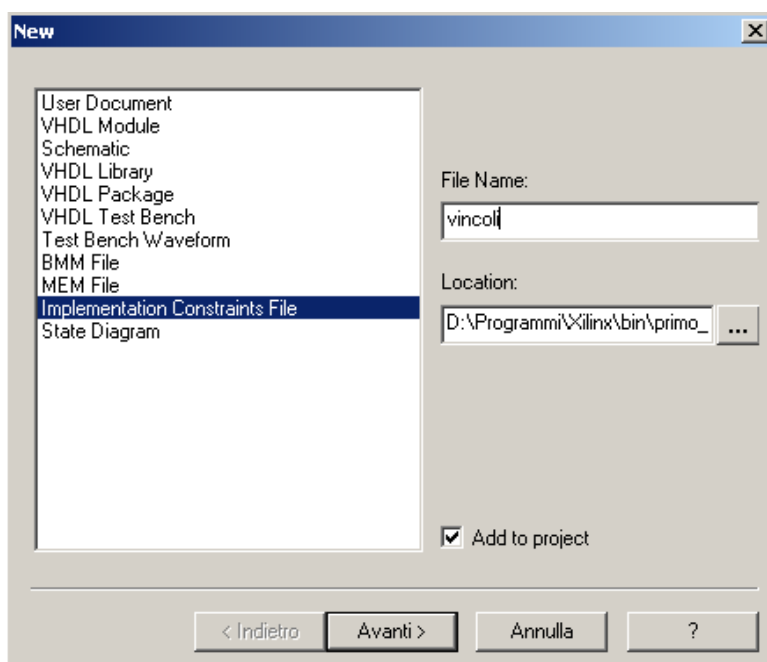 New
User Document
VHDL Module
Schematic
VHDL Library
VHDL Package
VHDL Test Bench
Test Bench Waveform
BMM File
MEM File
Implementation Constraints File
State Diagram
File Name:
vincoli
Location:
D:\Programmi\Xilinx\bin\primo_
...
Add to project
< Indietro
Avanti >
Annulla
?